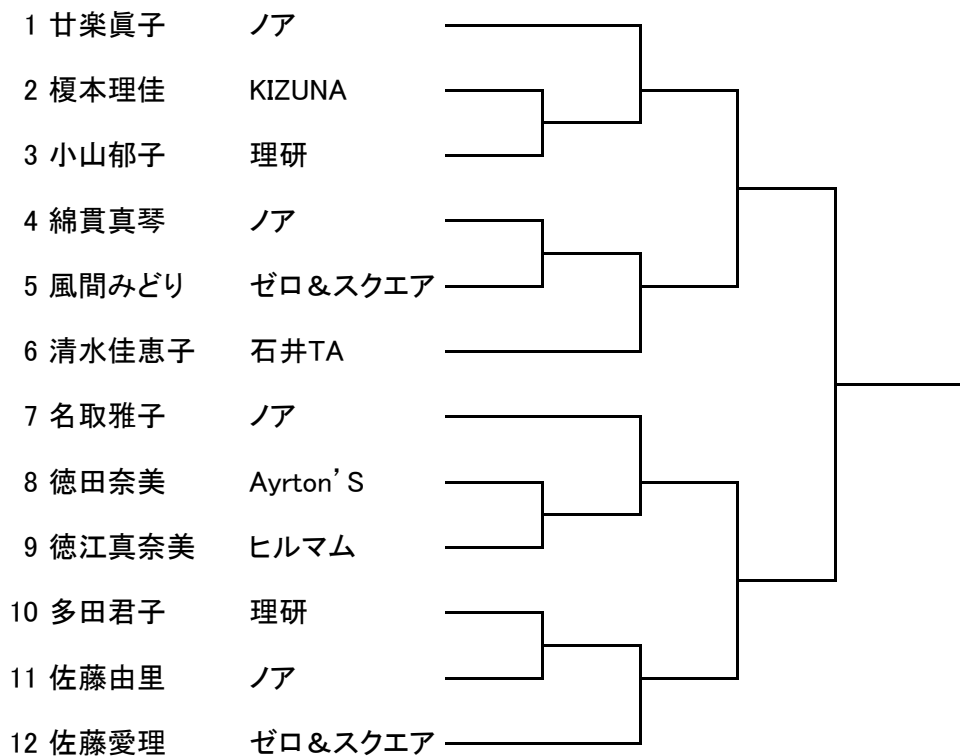 1 廿楽眞子 ノア
2 榎本理佳 KIZUNA
3 小山郁子 理研
4 綿貫真琴 ノア
5 風間みどり ゼロ&スクエア
6 清水佳恵子 石井TA
7 名取雅子 ノア
8 徳田奈美 Ayrton’S
9 徳江真奈美 ヒルマム
10 多田君子 理研
11 佐藤由里 ノア
12 佐藤愛理 ゼロ&スクエア